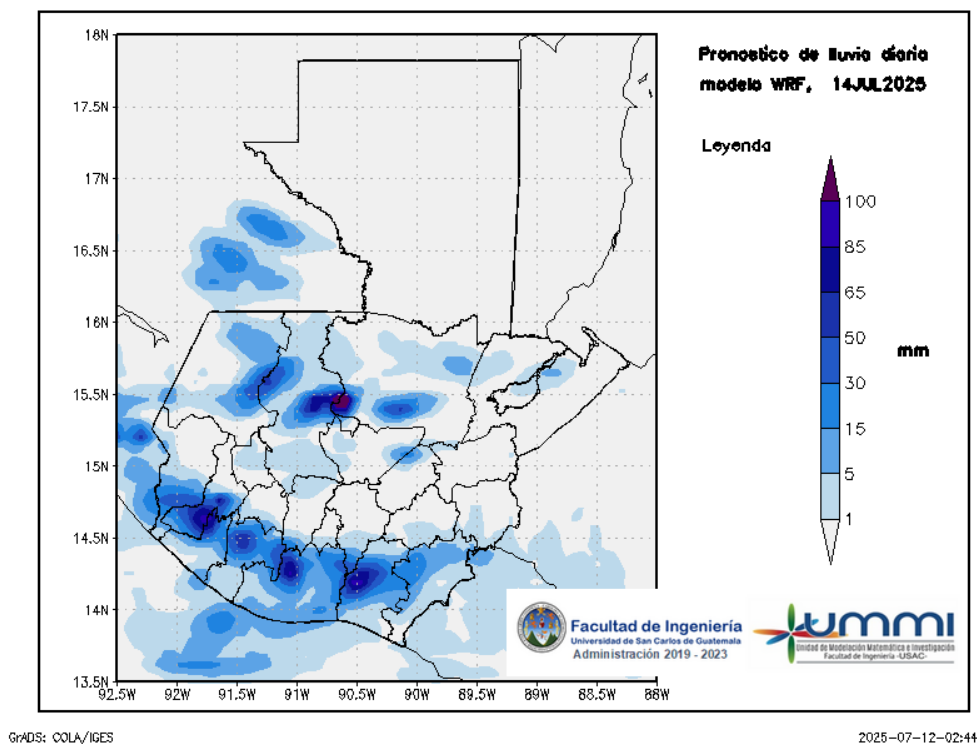 Pronostico de lluvia diaria
modelo WRF, 14JUL2025
Leyenda
100
85
65
50
30
15
5
1
mm
18N
17.5N
17N
16.5N
16N
15.5N
15N
14.5N
14N
13.5N
92.5W
92W
91.5W
91W
90.5W
90W
89.5W
89W
88.5W
88W
Facultad de Ingeniería
Universidad de San Carlos de Guatemala
Administración 2019 - 2023
UMMI
Unidad de Modelación Matemática e Investigación
Facultad de Ingeniería -USAC-
GrADS: COLA/IGES
2025-07-12-02:44